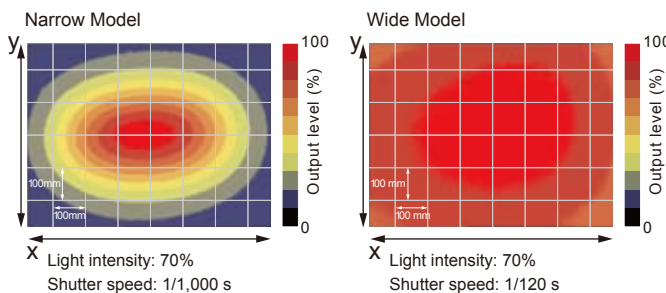 Narrow Model
y
100
Output level (%)
0
100mm
100mm
x
Light intensity: 70%
Shutter speed: 1/1,000 s
Wide Model
y
100
Output level (%)
0
100 mm
100 mm
x
Light intensity: 70%
Shutter speed: 1/120 s